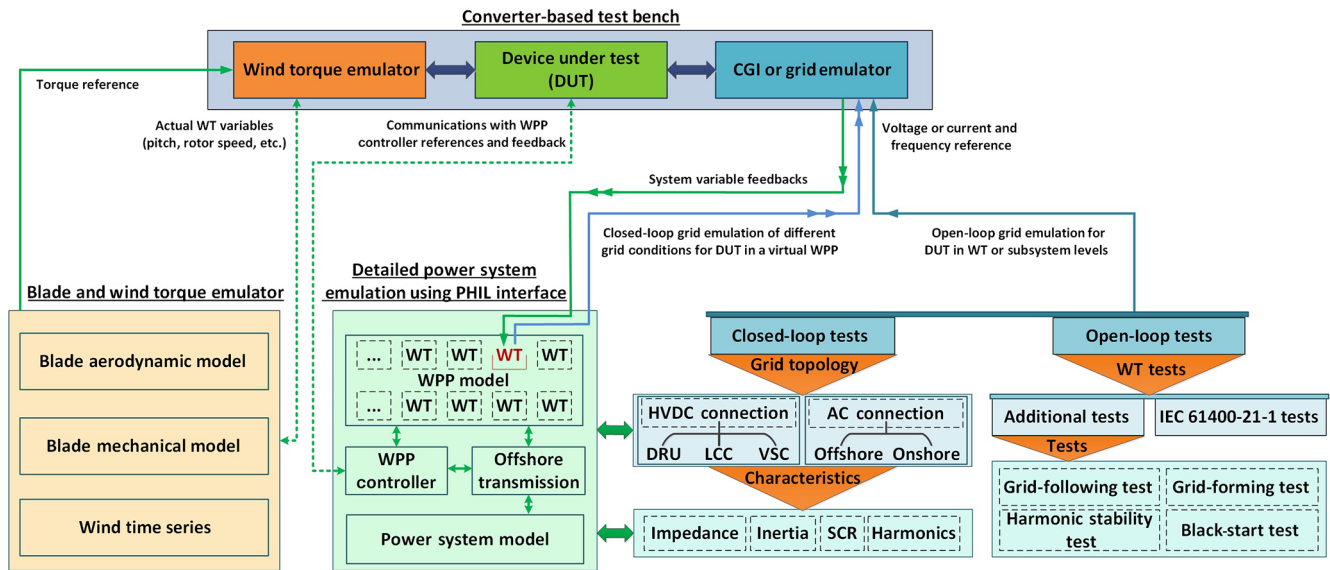 Converter-based test bench
Wind torque emulator
Device under test
(DUT)
CGI or grid emulator
Torque reference
Actual WT variables
(pitch, rotor speed, etc.)
Communications with WPP
controller references and feedback
Voltage or current and
frequency reference
System variable feedbacks
Closed-loop grid emulation of different
grid conditions for DUT in a virtual WPP
Open-loop grid emulation for
DUT in WT or subsystem levels
Blade and wind torque emulator
Blade aerodynamic model
Blade mechanical model
Wind time series
Detailed power system
emulation using PHIL interface
... WT WT WT WT
WPP model
... WT WT WT
WPP
controller
Offshore
transmission
Power system model
Closed-loop tests
Grid topology
HVDC connection
DRU LCC VSC
AC connection
Offshore Onshore
Characteristics
Impedance
Inertia
SCR
Harmonics
Open-loop tests
WT tests
Additional tests
IEC 61400-21-1 tests
Tests
Grid-following test
Grid-forming test
Harmonic stability
test
Black-start test